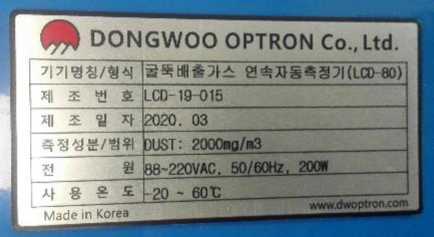 DONGWOO OPTRON Co., Ltd.
기기명칭/형식 굴뚝배출가스 연속자동측정기(LCD-80)
제 조 번 호 LCD-19-015
제 조 일 자 2020. 03
측정성분/범위 DUST: 2000mg/m3
전 원 88~220VAC, 50/60Hz, 200W
사 용 온 도 -20 ~ 60℃
Made in Korea www.dwoptron.com